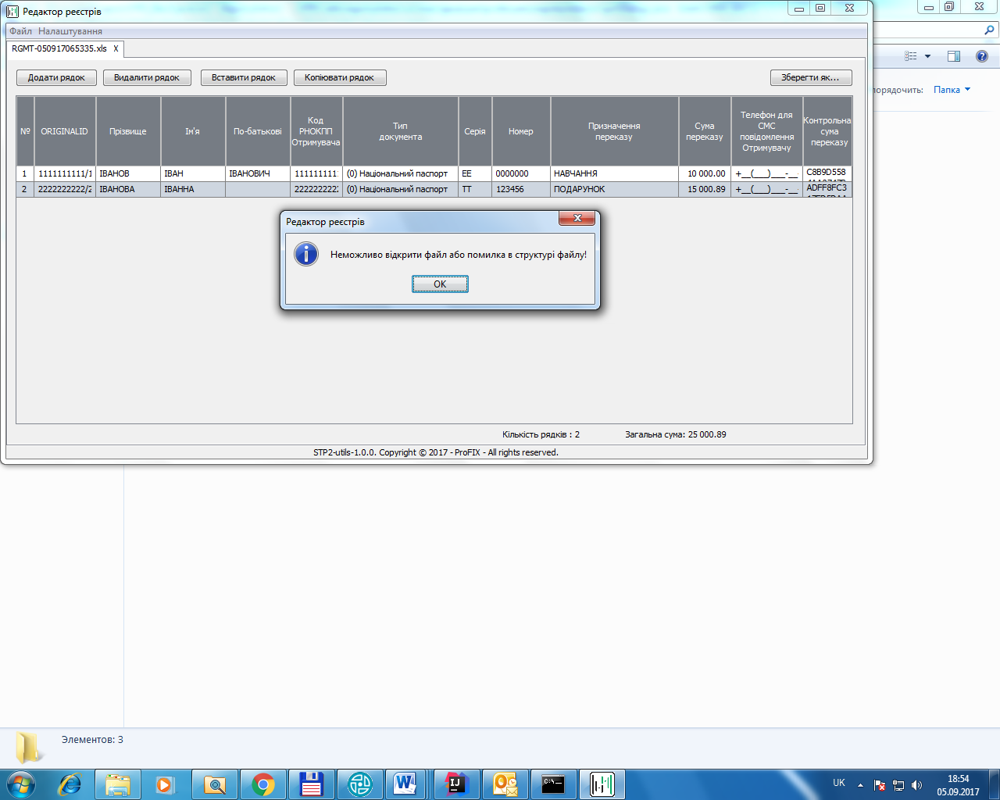 Редактор реєстрів
Файл Налаштування
RGMT-050917065335.xls X
Додати рядок Видалити рядок Вставити рядок Копіювати рядок Зберегти як...
порядочить: Папка
№ ORIGINALID Прізвище Ім'я По-батькові Код РНОКПП Отримувача Тип документа Серія Номер Призначення переказу Сума переказу Телефон для СМС повідомлення Отримувачу Контрольна сума переказу
1 1111111111/1 ІВАНОВ ІВАН ІВАНОВИЧ 1111111111 (0) Національний паспорт ЕЕ 0000000 НАВЧАННЯ 10 000.00 +__(___)___-__ C8B9D558
2 2222222222/2 ІВАНОВА ІВАННА 2222222222 (0) Національний паспорт ТТ 123456 ПОДАРУНОК 15 000.89 +__(___)___-__ ADFF8FC3
Редактор реєстрів
Неможливо відкрити файл або помилка в структурі файлу!
OK
Кількість рядків : 2 Загальна сума: 25 000.89
STP2-utils-1.0.0. Copyright © 2017 - ProFIX - All rights reserved.
Элементов: 3
UK
18:54
05.09.2017